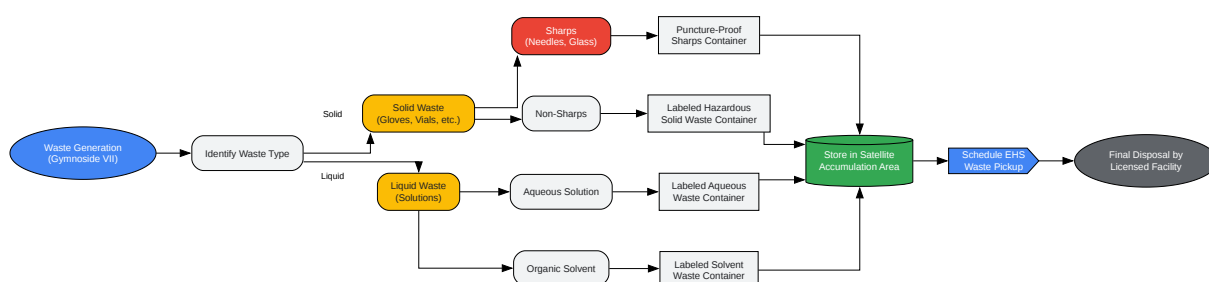 Sharps
(Needles, Glass)
Puncture-Proof
Sharps Container
Solid
Solid Waste
(Gloves, Vials, etc.)
Non-Sharps
Labeled Hazardous
Solid Waste Container
Waste Generation
(Gymnoside VII)
Identify Waste Type
Store in Satellite
Accumulation Area
Schedule EHS
Waste Pickup
Final Disposal by
Licensed Facility
Liquid
Liquid Waste
(Solutions)
Aqueous Solution
Labeled Aqueous
Waste Container
Organic Solvent
Labeled Solvent
Waste Container